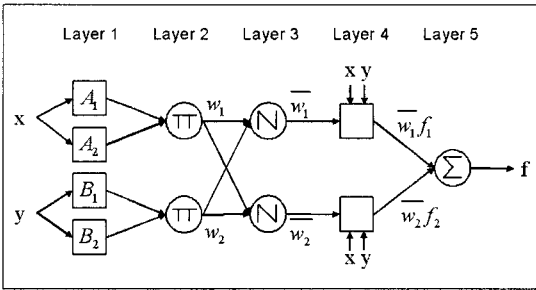 Layer 1 Layer 2 Layer 3 Layer 4 Layer 5
x y
A₁ w₁ w̅₁ w̅₁f₁
x Π N
A₂
Σ f
B₁
y Π N
B₂ w₂ w̅₂ w̅₂f₂
x y